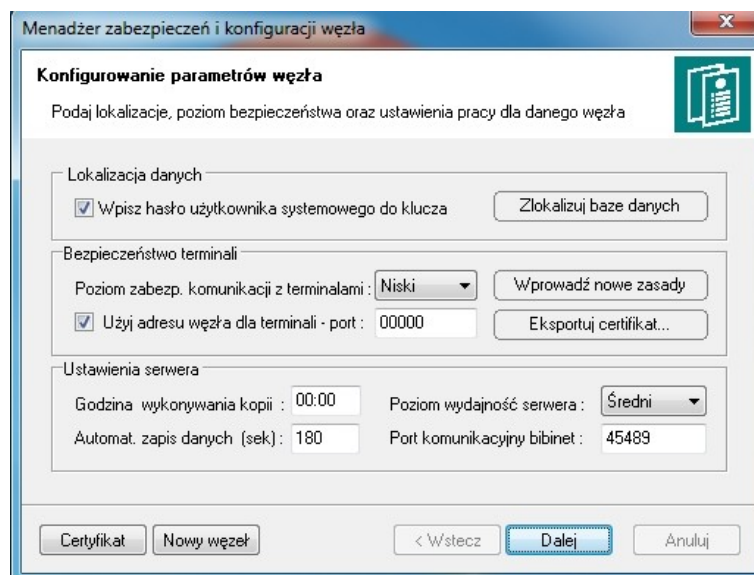 Menadżer zabezpieczeń i konfiguracji węzła
Konfigurowanie parametrów węzła
Podaj lokalizacje, poziom bezpieczeństwa oraz ustawienia pracy dla danego węzła
Lokalizacja danych
Wpisz hasło użytkownika systemowego do klucza
Zlokalizuj baze danych
Bezpieczeństwo terminali
Poziom zabezp. komunikacji z terminalami : Niski
Wprowadź nowe zasady
Użyj adresu węzła dla terminali - port : 00000
Eksportuj certifikat...
Ustawienia serwera
Godzina wykonywania kopii : 00:00 Poziom wydajność serwera : Średni
Automat. zapis danych (sek) : 180 Port komunikacyjny bibinet : 45489
Certyfikat Nowy węzeł < Wstecz Dalej Anuluj